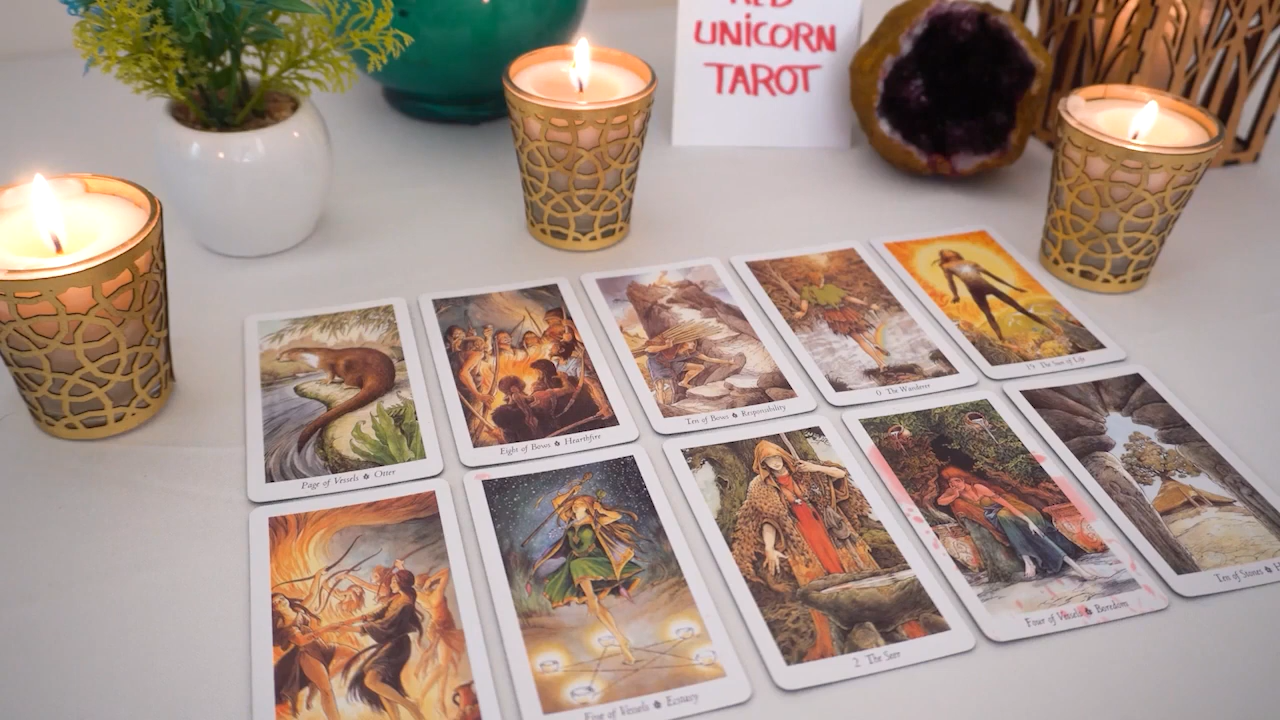 RED
UNICORN
TAROT
Page of Vessels Otter
Eight of Bows Hearthfire
Ten of Bows Responsibility
0 The Wanderer
19 The Sun of Life
Five of Vessels Ecstasy
2 The Seer
Four of Vessels Boredom
Ten of Stones